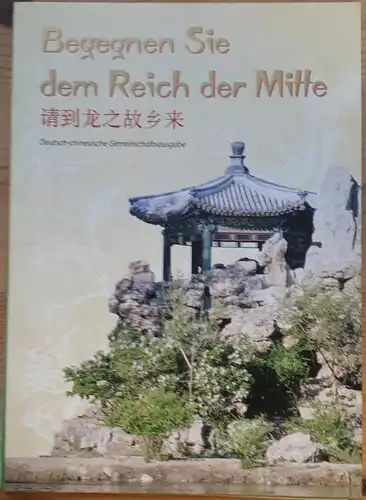 Begegnen Sie
dem Reich der Mitte
请到龙之故乡来
Deutsch-chinesische Gemeinschaftsausgabe